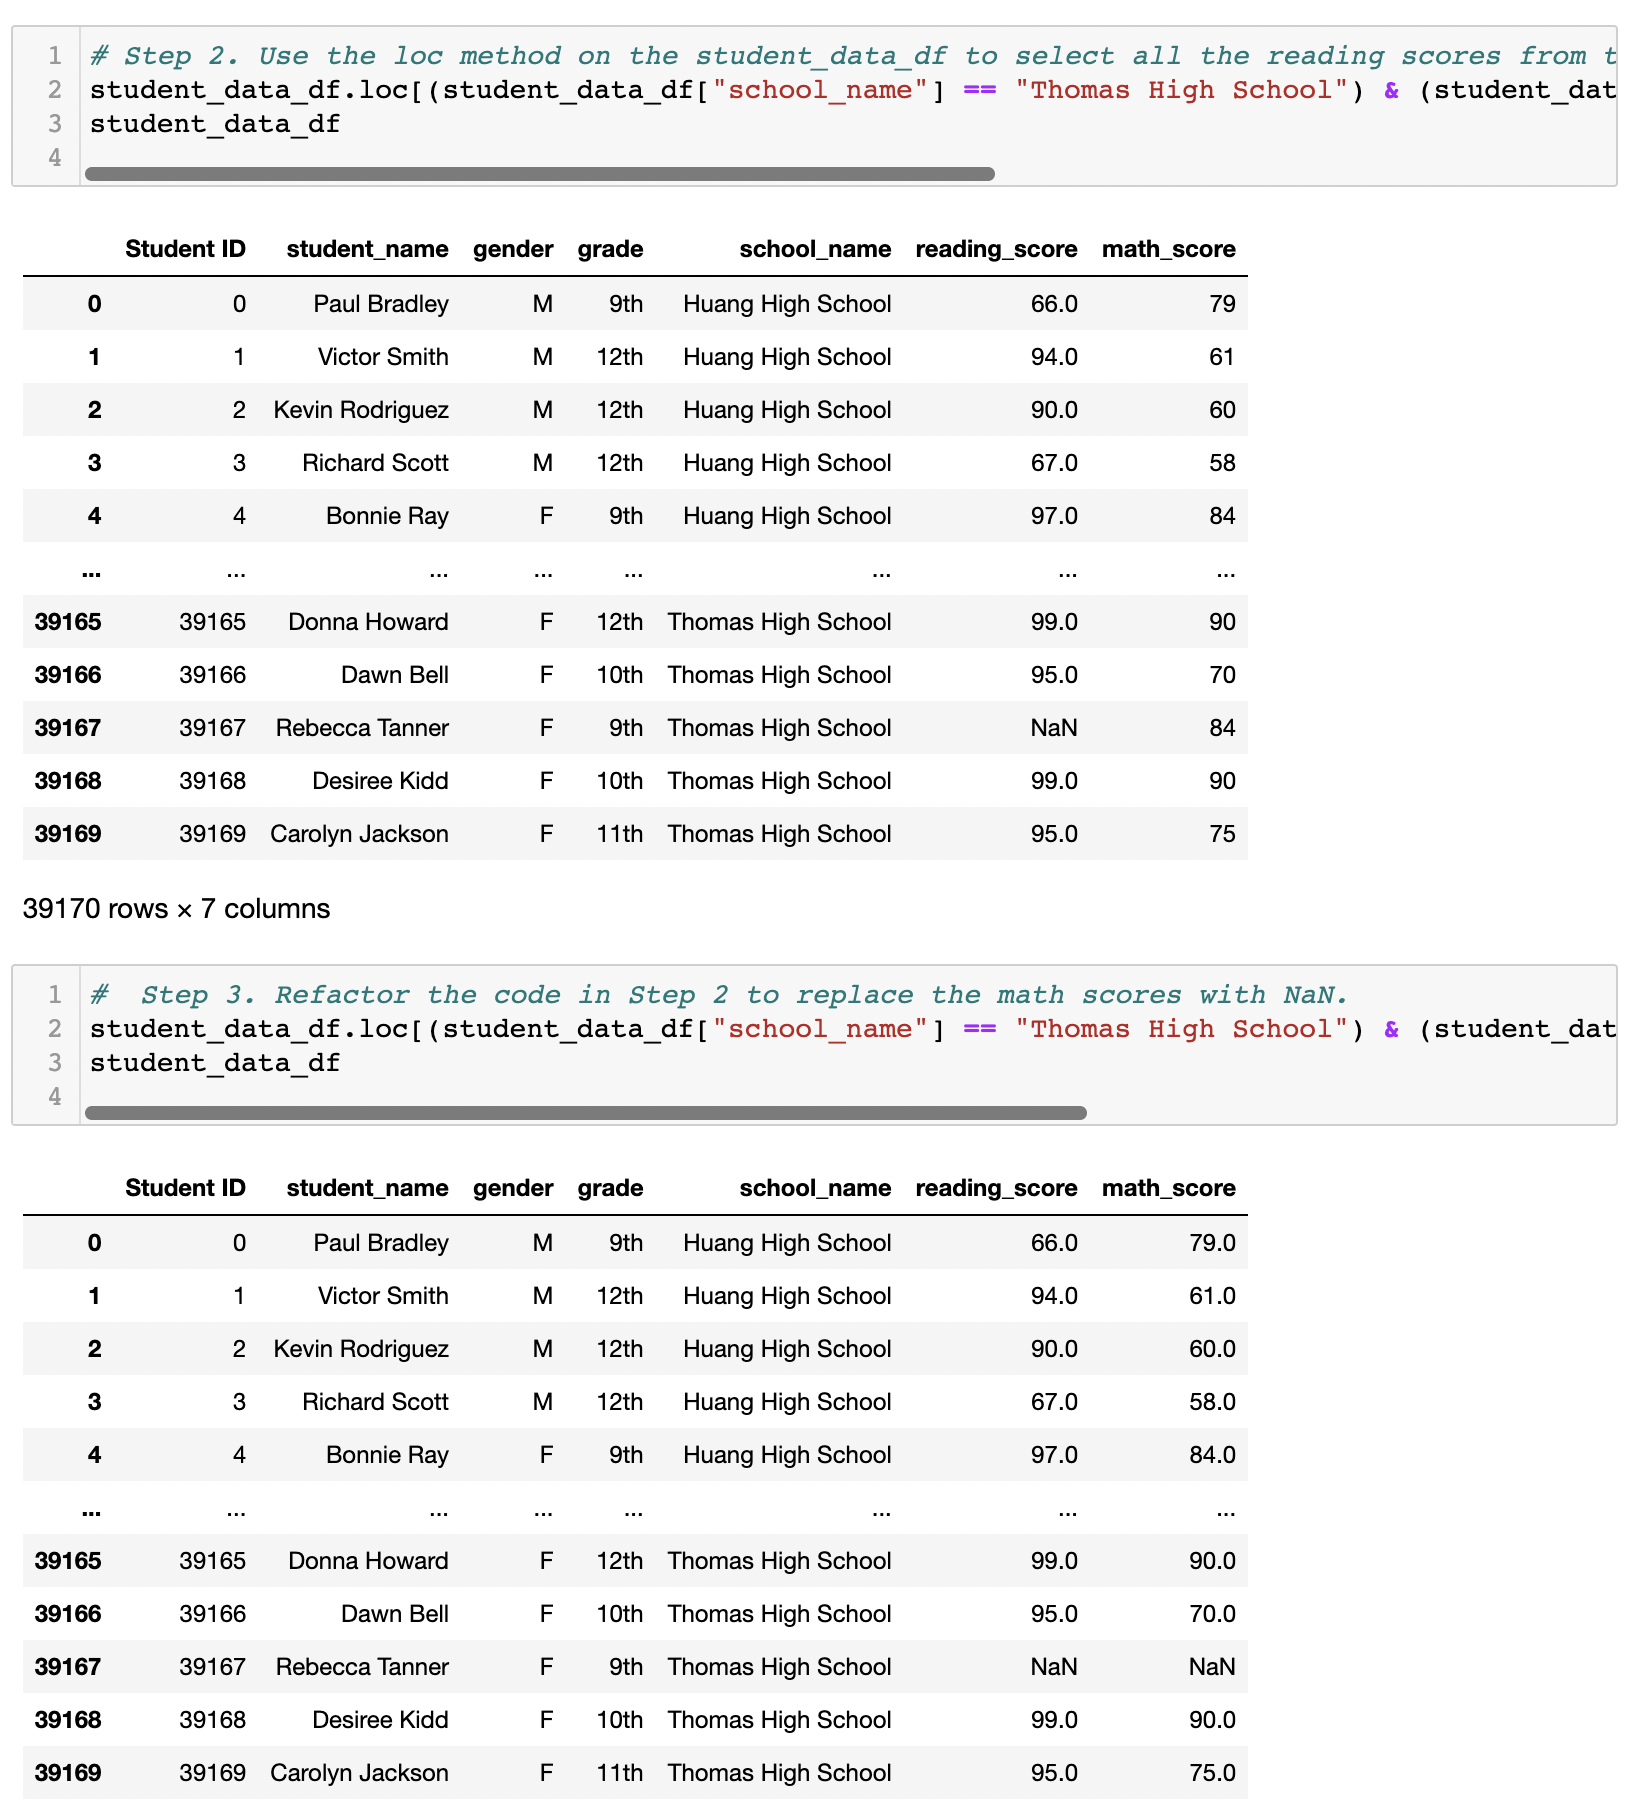 1 # Step 2. Use the loc method on the student_data_df to select all the reading scores from t
2 student_data_df.loc[(student_data_df["school_name"] == "Thomas High School") & (student_dat
3 student_data_df
4
Student ID student_name gender grade school_name reading_score math_score
0 0 Paul Bradley M 9th Huang High School 66.0 79
1 1 Victor Smith M 12th Huang High School 94.0 61
2 2 Kevin Rodriguez M 12th Huang High School 90.0 60
3 3 Richard Scott M 12th Huang High School 67.0 58
4 4 Bonnie Ray F 9th Huang High School 97.0 84
... ... ... ... ... ... ... ...
39165 39165 Donna Howard F 12th Thomas High School 99.0 90
39166 39166 Dawn Bell F 10th Thomas High School 95.0 70
39167 39167 Rebecca Tanner F 9th Thomas High School NaN 84
39168 39168 Desiree Kidd F 10th Thomas High School 99.0 90
39169 39169 Carolyn Jackson F 11th Thomas High School 95.0 75
39170 rows × 7 columns
1 #  Step 3. Refactor the code in Step 2 to replace the math scores with NaN.
2 student_data_df.loc[(student_data_df["school_name"] == "Thomas High School") & (student_dat
3 student_data_df
4
Student ID student_name gender grade school_name reading_score math_score
0 0 Paul Bradley M 9th Huang High School 66.0 79.0
1 1 Victor Smith M 12th Huang High School 94.0 61.0
2 2 Kevin Rodriguez M 12th Huang High School 90.0 60.0
3 3 Richard Scott M 12th Huang High School 67.0 58.0
4 4 Bonnie Ray F 9th Huang High School 97.0 84.0
... ... ... ... ... ... ... ...
39165 39165 Donna Howard F 12th Thomas High School 99.0 90.0
39166 39166 Dawn Bell F 10th Thomas High School 95.0 70.0
39167 39167 Rebecca Tanner F 9th Thomas High School NaN NaN
39168 39168 Desiree Kidd F 10th Thomas High School 99.0 90.0
39169 39169 Carolyn Jackson F 11th Thomas High School 95.0 75.0